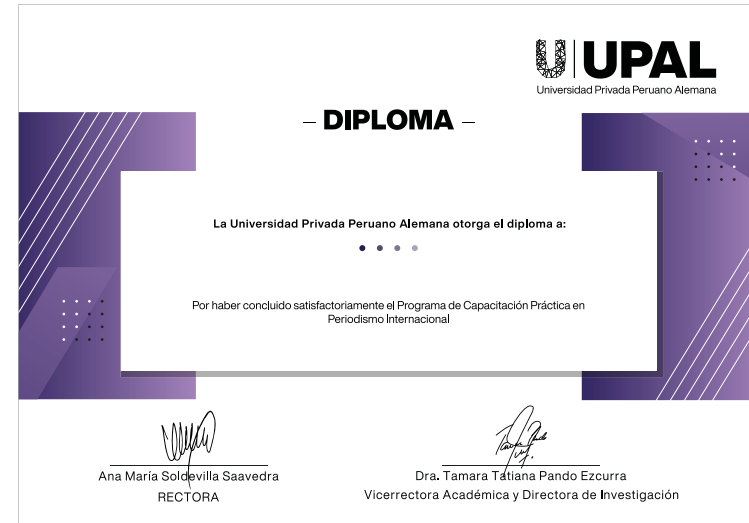 UPAL
Universidad Privada Peruano Alemana
– DIPLOMA –
La Universidad Privada Peruano Alemana otorga el diploma a:
Por haber concluido satisfactoriamente el Programa de Capacitación Práctica en
Periodismo Internacional
Ana María Soldevilla Saavedra
RECTORA
Dra. Tamara Tatiana Pando Ezcurra
Vicerrectora Académica y Directora de Investigación